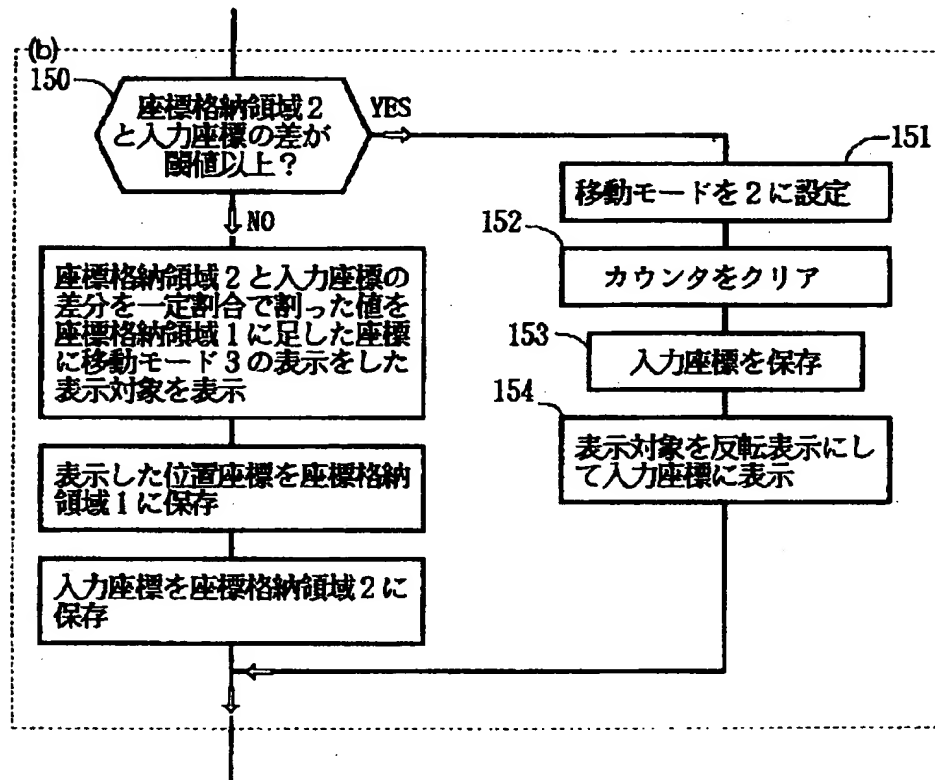 (b)
150
座標格納領域2
と入力座標の差が
閾値以上?
YES
NO
座標格納領域2と入力座標の
差分を一定割合で割った値を
座標格納領域1に足した座標
に移動モード3の表示をした
表示対象を表示
表示した位置座標を座標格納
領域1に保存
入力座標を座標格納領域2に
保存
151
移動モードを2に設定
152
カウンタをクリア
153
入力座標を保存
154
表示対象を反転表示にし
て入力座標に表示